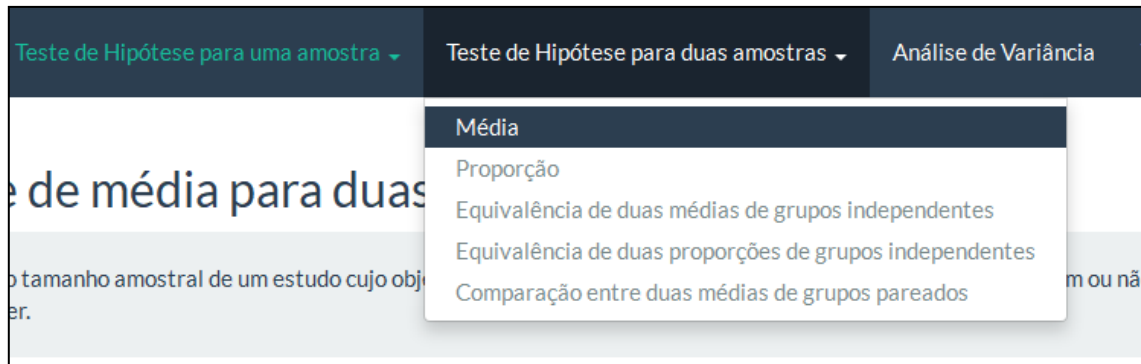 Teste de Hipótese para uma amostra
Teste de Hipótese para duas amostras
Análise de Variância
Média
Proporção
Equivalência de duas médias de grupos independentes
Equivalência de duas proporções de grupos independentes
Comparação entre duas médias de grupos pareados
e de média para duas
o tamanho amostral de um estudo cujo obj
m ou nã
er.